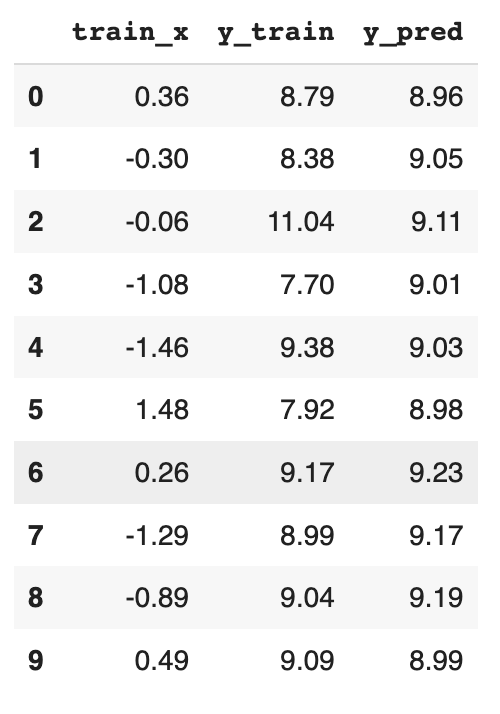 train_x y_train y_pred
0 0.36 8.79 8.96
1 -0.30 8.38 9.05
2 -0.06 11.04 9.11
3 -1.08 7.70 9.01
4 -1.46 9.38 9.03
5 1.48 7.92 8.98
6 0.26 9.17 9.23
7 -1.29 8.99 9.17
8 -0.89 9.04 9.19
9 0.49 9.09 8.99